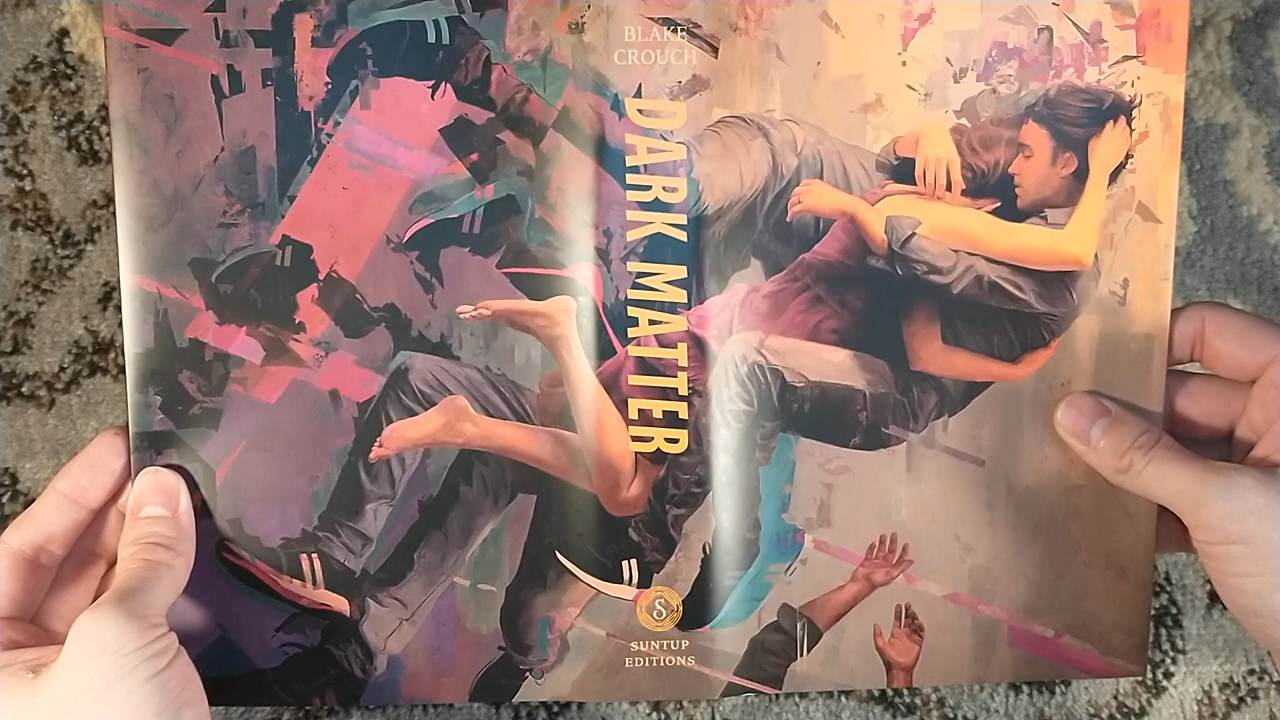 BLAKE
CROUCH
DARK MATTER
S
SUNTUP
EDITIONS